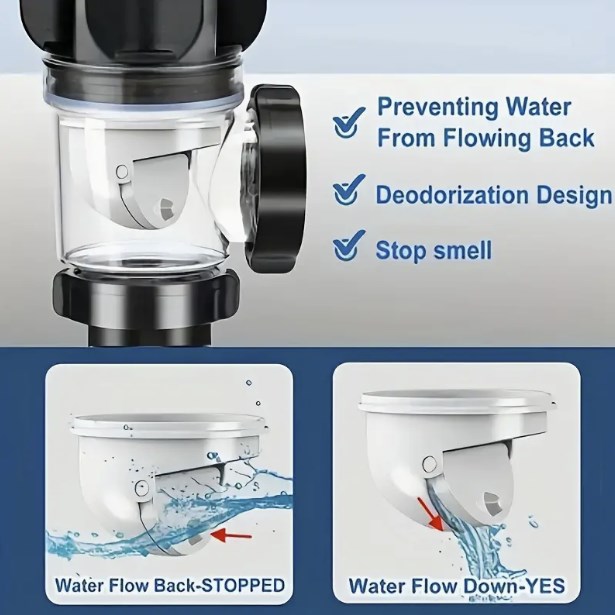 Preventing Water
From Flowing Back
Deodorization Design
Stop smell
Water Flow Back-STOPPED
Water Flow Down-YES